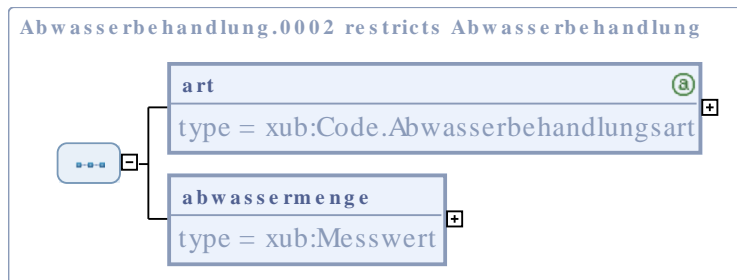 Abwasserbehandlung.0002 restricts Abwasserbehandlung
art
a
type = xub:Code.Abwasserbehandlungsart
abwassermenge
type = xub:Messwert